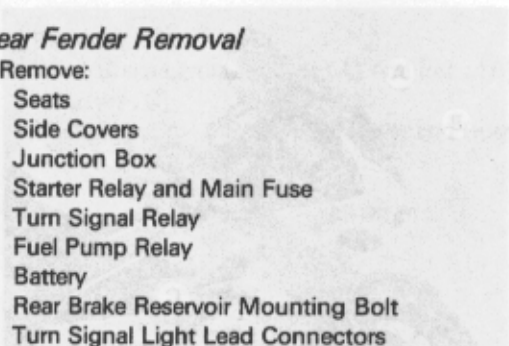 ear Fender Removal
Remove:
Seats
Side Covers
Junction Box
Starter Relay and Main Fuse
Turn Signal Relay
Fuel Pump Relay
Battery
Rear Brake Reservoir Mounting Bolt
Turn Signal Light Lead Connectors